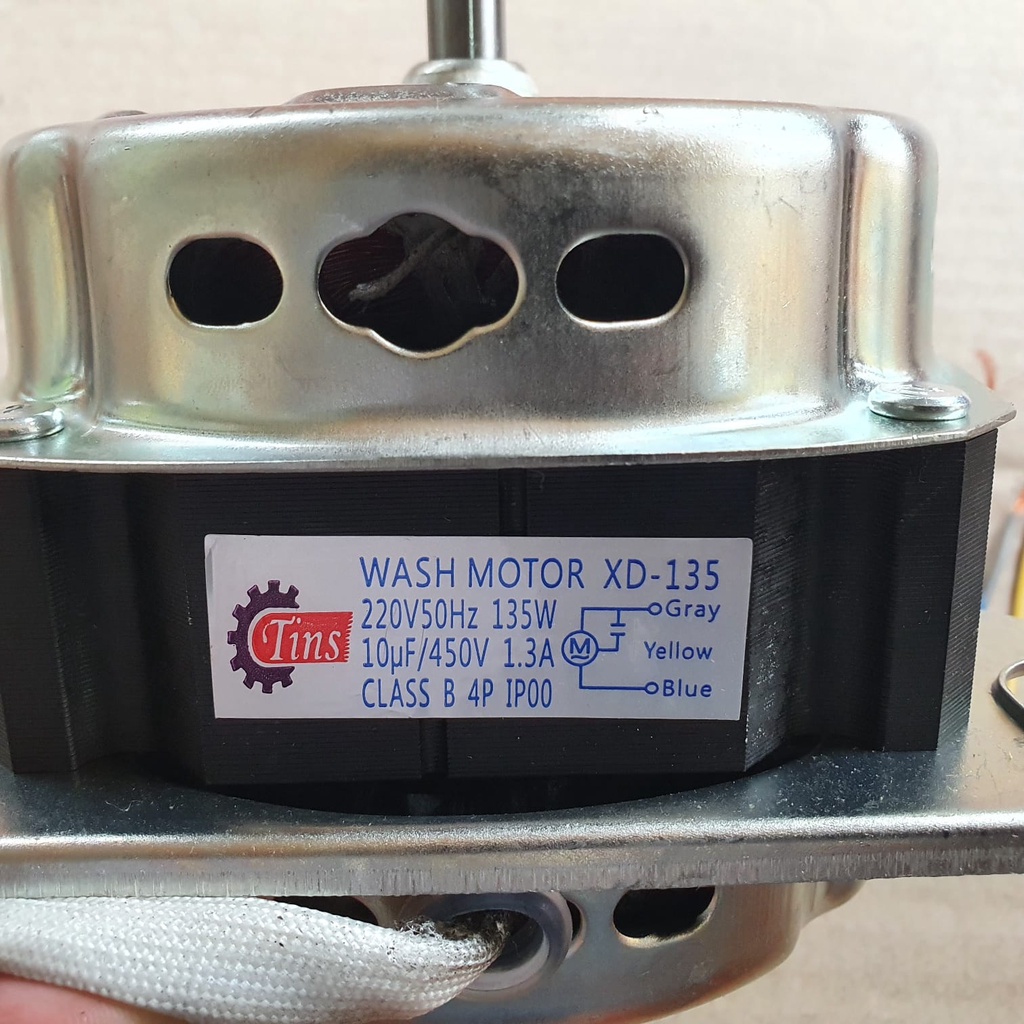 Tins
WASH MOTOR XD-135
220V50Hz 135W
10µF/450V 1.3A
CLASS B 4P IP00
M
Gray
Yellow
Blue